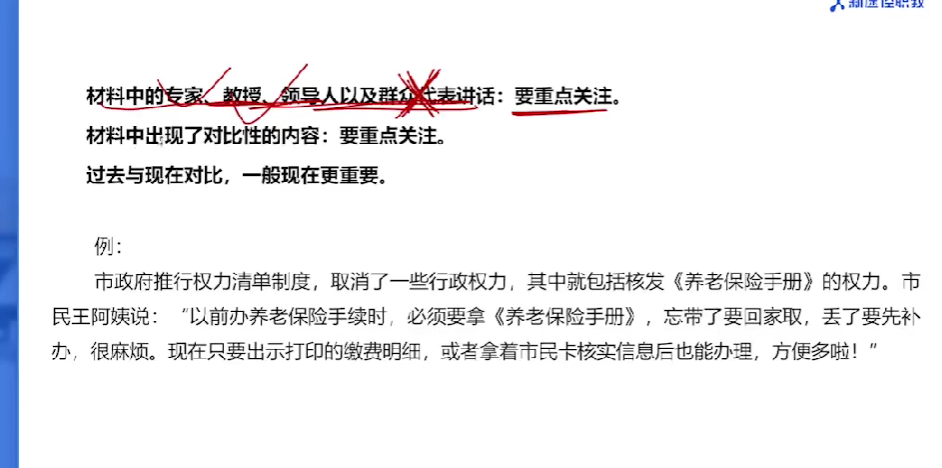 新途径职教
材料中的专家、教授、领导人以及群众代表讲话：要重点关注。
材料中出现了对比性的内容：要重点关注。
过去与现在对比，一般现在更重要。
例：
市政府推行权力清单制度，取消了一些行政权力，其中就包括核发《养老保险手册》的权力。市
民王阿姨说：“以前办养老保险手续时，必须要拿《养老保险手册》，忘带了要回家取，丢了要先补
办，很麻烦。现在只要出示打印的缴费明细，或者拿着市民卡核实信息后也能办理，方便多啦！”